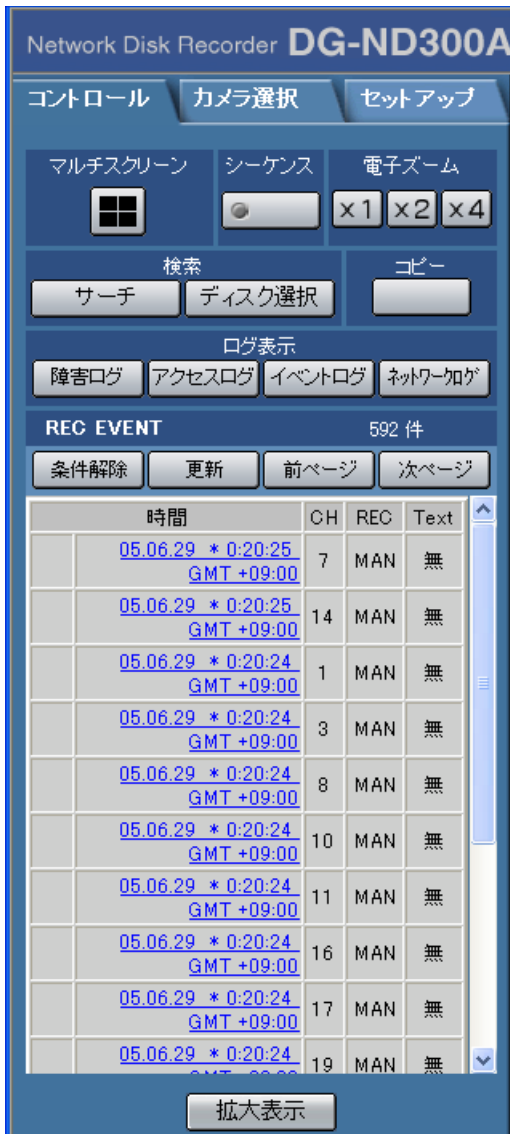 Network Disk Recorder DG-ND300A
コントロール カメラ選択 セットアップ
マルチスクリーン シーケンス 電子ズーム
x1 x2 x4
検索 コピー
サーチ ディスク選択
ログ表示
障害ログ アクセスログ イベントログ ネットワークログ
REC EVENT 592 件
条件解除 更新 前ページ 次ページ
時間 CH REC Text
05.06.29 * 0:20:25
GMT +09:00 7 MAN 無
05.06.29 * 0:20:25
GMT +09:00 14 MAN 無
05.06.29 * 0:20:24
GMT +09:00 1 MAN 無
05.06.29 * 0:20:24
GMT +09:00 3 MAN 無
05.06.29 * 0:20:24
GMT +09:00 8 MAN 無
05.06.29 * 0:20:24
GMT +09:00 10 MAN 無
05.06.29 * 0:20:24
GMT +09:00 11 MAN 無
05.06.29 * 0:20:24
GMT +09:00 16 MAN 無
05.06.29 * 0:20:24
GMT +09:00 17 MAN 無
05.06.29 * 0:20:24
19 MAN 無
拡大表示